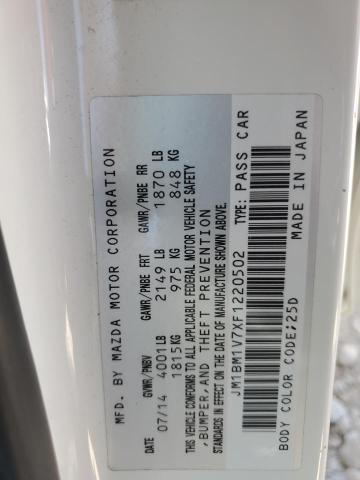 MFD. BY MAZDA MOTOR CORPORATION
DATE GVWR/PNBV GAWR/PNBE FRT GAWR/PNBE RR
07/14 4001 LB 2149 LB 1870 LB
1815 KG 975 KG 848 KG
THIS VEHICLE CONFORMS TO ALL APPLICABLE FEDERAL MOTOR VEHICLE SAFETY
,BUMPER,AND THEFT PREVENTION
STANDARDS IN EFFECT ON THE DATE OF MANUFACTURE SHOWN ABOVE.
JM1BM1V7XF1220502 TYPE: PASS CAR
BODY COLOR CODE;25D MADE IN JAPAN